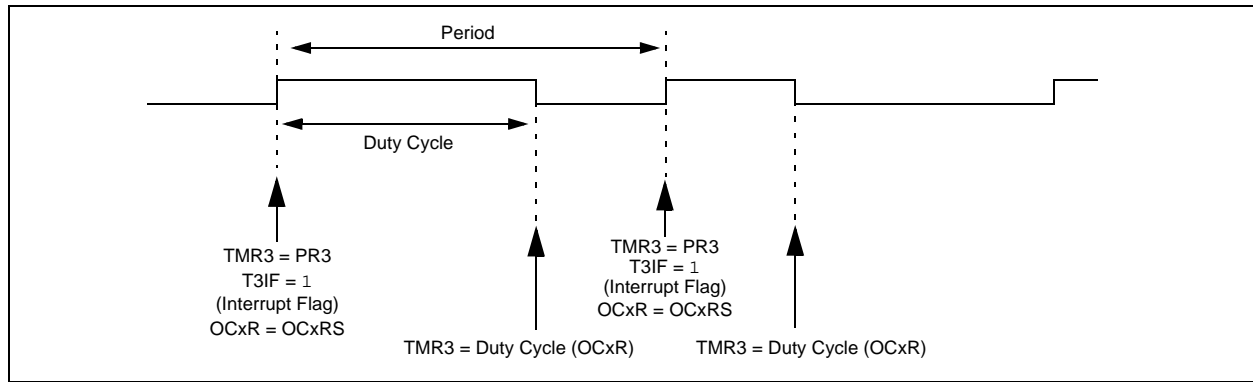 Period
Duty Cycle
TMR3 = PR3
T3IF = 1
(Interrupt Flag)
OCxR = OCxRS
TMR3 = Duty Cycle (OCxR)
TMR3 = PR3
T3IF = 1
(Interrupt Flag)
OCxR = OCxRS
TMR3 = Duty Cycle (OCxR)